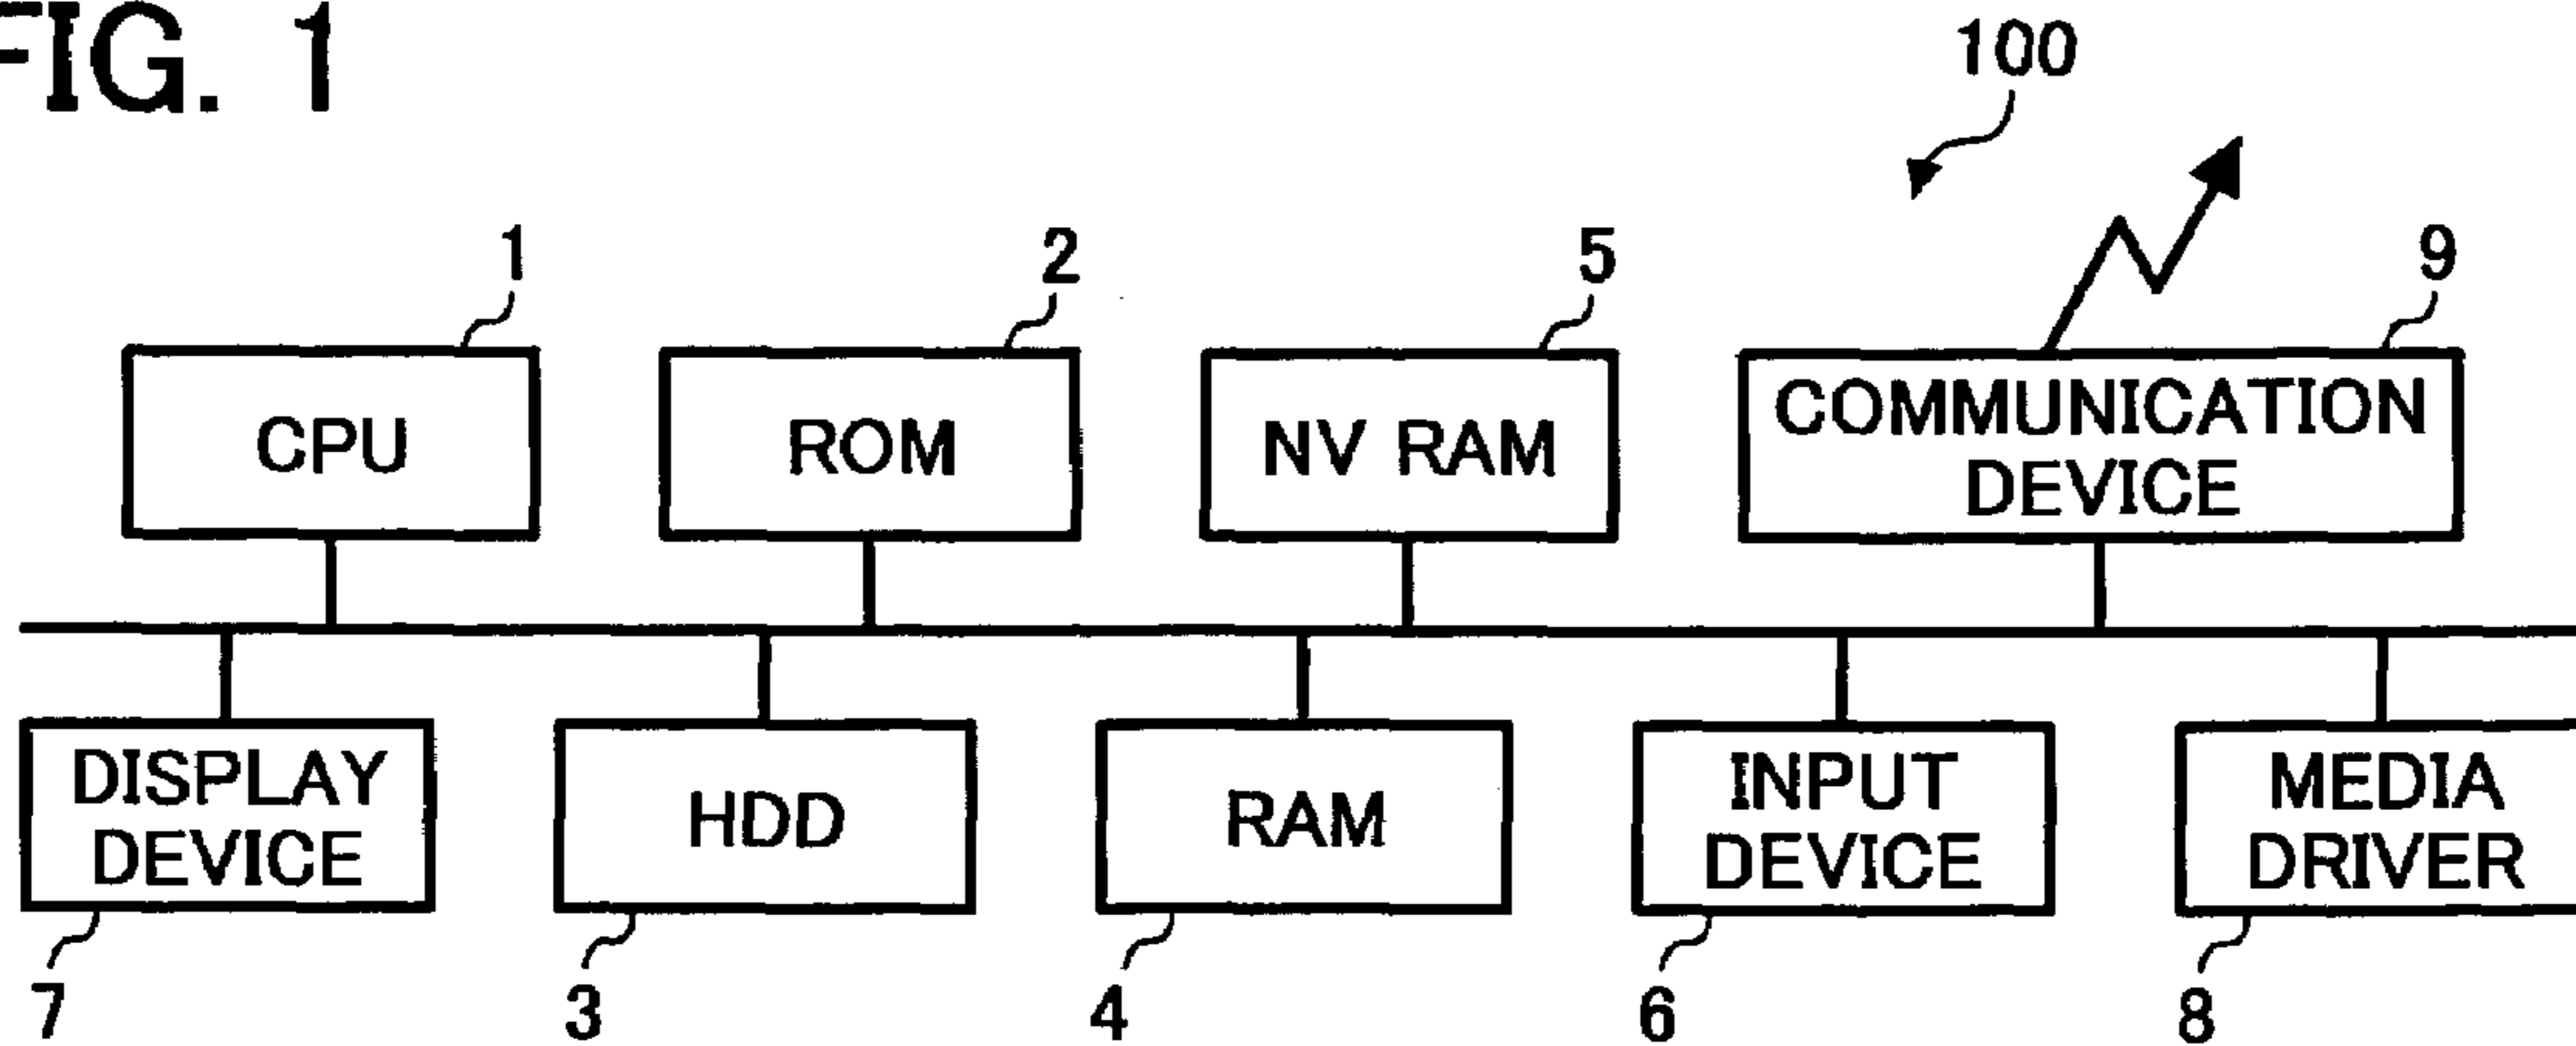 FIG. 1
100
1
2
5
9
CPU
ROM
NV RAM
COMMUNICATION
DEVICE
DISPLAY
DEVICE
HDD
RAM
INPUT
DEVICE
MEDIA
DRIVER
7
3
4
6
8